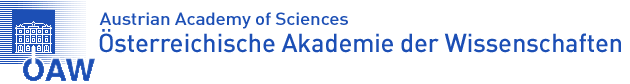 Austrian Academy of Sciences
Österreichische Akademie der Wissenschaften
ÖAW